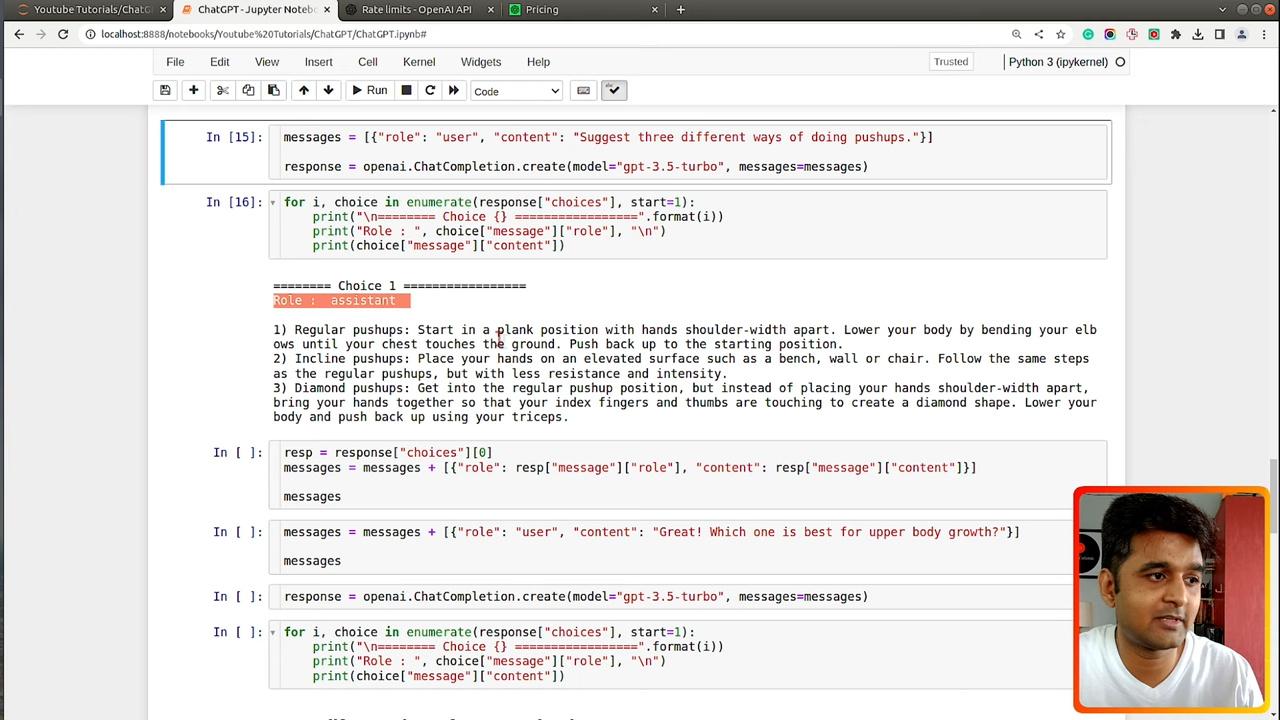 Youtube Tutorials/ChatG
ChatGPT - Jupyter Notebo
Rate limits - OpenAI API
Pricing
localhost:8888/notebooks/Youtube%20Tutorials/ChatGPT/ChatGPT.ipynb#
File Edit View Insert Cell Kernel Widgets Help
Trusted
Python 3 (ipykernel)
Run
Code
In [15]:
messages = [{"role": "user", "content": "Suggest three different ways of doing pushups."}]
response = openai.ChatCompletion.create(model="gpt-3.5-turbo", messages=messages)
In [16]:
for i, choice in enumerate(response["choices"], start=1):
print("\n======== Choice {} =================".format(i))
print("Role : ", choice["message"]["role"], "\n")
print(choice["message"]["content"])
======== Choice 1 =================
Role :  assistant
1) Regular pushups: Start in a plank position with hands shoulder-width apart. Lower your body by bending your elb
ows until your chest touches the ground. Push back up to the starting position.
2) Incline pushups: Place your hands on an elevated surface such as a bench, wall or chair. Follow the same steps
as the regular pushups, but with less resistance and intensity.
3) Diamond pushups: Get into the regular pushup position, but instead of placing your hands shoulder-width apart,
bring your hands together so that your index fingers and thumbs are touching to create a diamond shape. Lower your
body and push back up using your triceps.
In [ ]:
resp = response["choices"][0]
messages = messages + [{"role": resp["message"]["role"], "content": resp["message"]["content"]}]
messages
In [ ]:
messages = messages + [{"role": "user", "content": "Great! Which one is best for upper body growth?"}]
messages
In [ ]:
response = openai.ChatCompletion.create(model="gpt-3.5-turbo", messages=messages)
In [ ]:
for i, choice in enumerate(response["choices"], start=1):
print("\n======== Choice {} =================".format(i))
print("Role : ", choice["message"]["role"], "\n")
print(choice["message"]["content"])